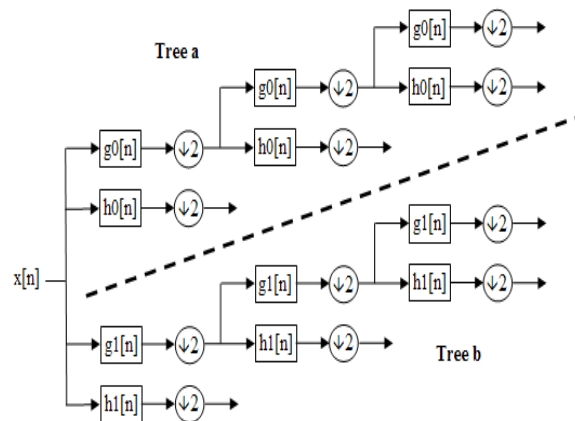 g0[n] ↓2
Tree a
g0[n] ↓2 h0[n] ↓2
g0[n] ↓2 h0[n] ↓2
h0[n] ↓2
g1[n] ↓2
x[n]
g1[n] ↓2 h1[n] ↓2
g1[n] ↓2 h1[n] ↓2
Tree b
h1[n] ↓2